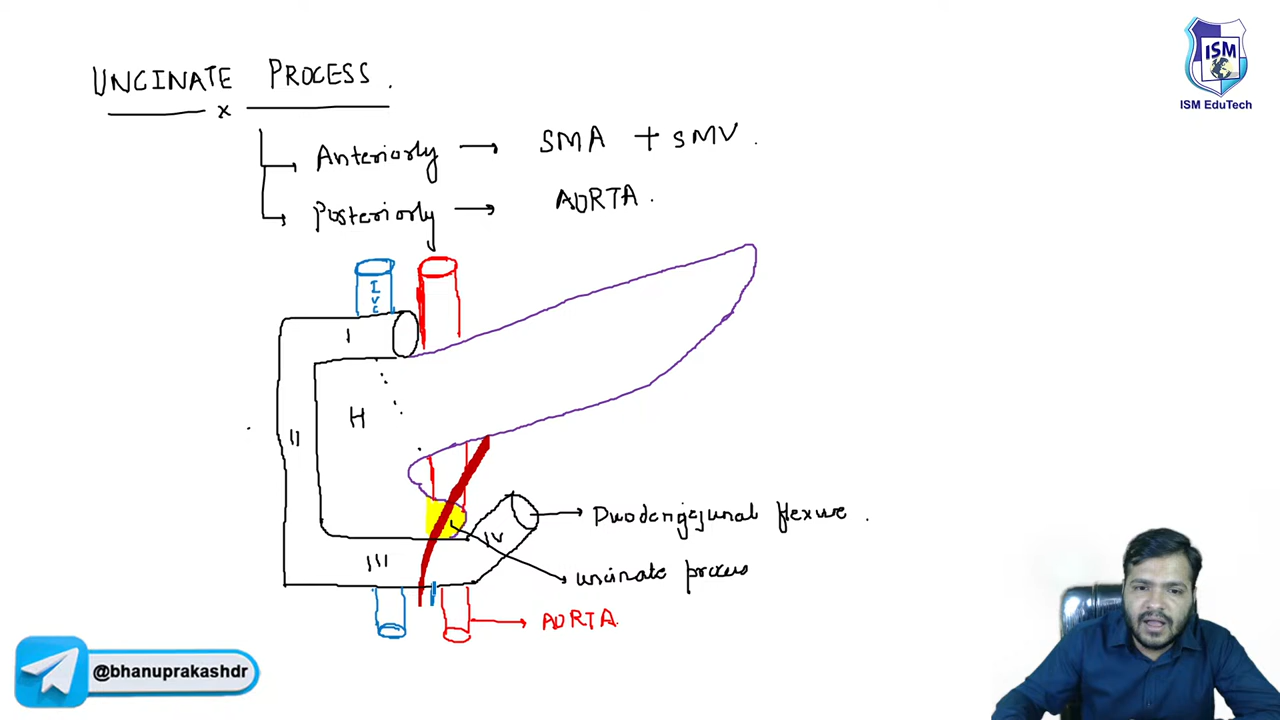 ISM
ISM EduTech
UNCINATE PROCESS.
x
Anteriorly → SMA + SMV.
Posteriorly → AORTA.
IVC
I
H
II
Duodenojejunal flexure.
IV
III
uncinate process
AORTA.
@bhanuprakashdr